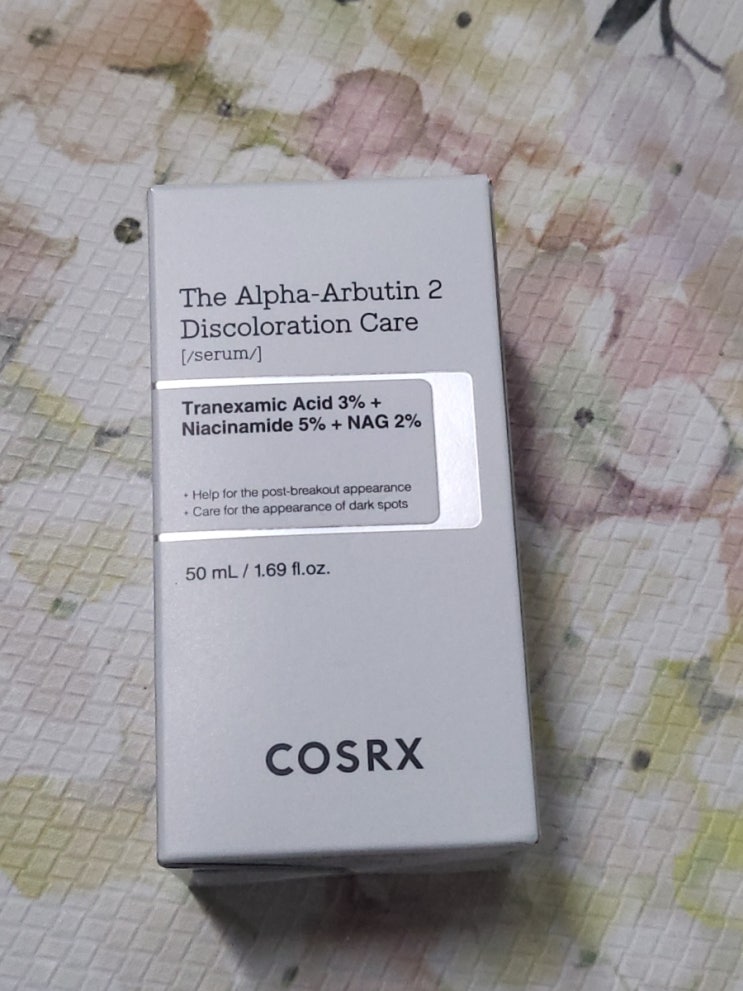 The Alpha-Arbutin 2
Discoloration Care
[/serum/]
Tranexamic Acid 3% +
Niacinamide 5% + NAG 2%
• Help for the post-breakout appearance
• Care for the appearance of dark spots
50 mL / 1.69 fl.oz.
COSRX